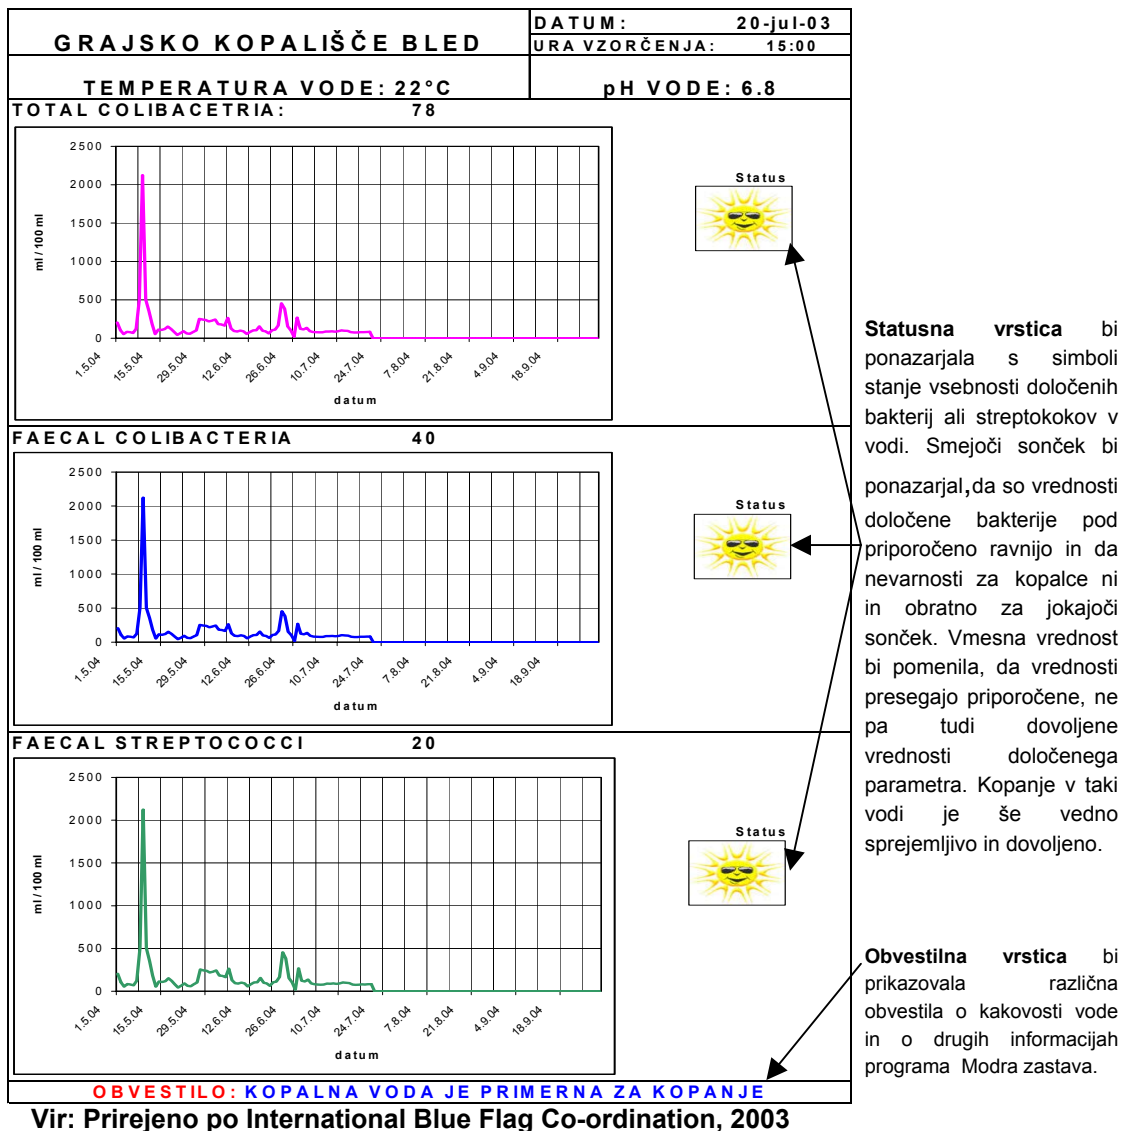 GRAJSKO KOPALIŠČE BLED
DATUM: 20-jul-03
URA VZORČENJA: 15:00
TEMPERATURA VODE: 22°C
pH VODE: 6.8
TOTAL COLIBACETRIA: 78
2500
2000
1500
1000
500
0
ml / 100 ml
1.5.04 15.5.04 29.5.04 12.6.04 26.6.04 10.7.04 24.7.04 7.8.04 21.8.04 4.9.04 18.9.04
datum
Status
FAECAL COLIBACTERIA 40
2500
2000
1500
1000
500
0
ml / 100 ml
1.5.04 15.5.04 29.5.04 12.6.04 26.6.04 10.7.04 24.7.04 7.8.04 21.8.04 4.9.04 18.9.04
datum
Status
FAECAL STREPTOCOCCI 20
2500
2000
1500
1000
500
0
ml / 100 ml
1.5.04 15.5.04 29.5.04 12.6.04 26.6.04 10.7.04 24.7.04 7.8.04 21.8.04 4.9.04 18.9.04
datum
Status
OBVESTILO: KOPALNA VODA JE PRIMERNA ZA KOPANJE
Statusna vrstica bi
ponazarjala s simboli
stanje vsebnosti določenih
bakterij ali streptokokov v
vodi. Smejoči sonček bi
ponazarjal,da so vrednosti
določene bakterije pod
priporočeno ravnijo in da
nevarnosti za kopalce ni
in obratno za jokajoči
sonček. Vmesna vrednost
bi pomenila, da vrednosti
presegajo priporočene, ne
pa tudi dovoljene
vrednosti določenega
parametra. Kopanje v taki
vodi je še vedno
sprejemljivo in dovoljeno.
Obvestilna vrstica bi
prikazovala različna
obvestila o kakovosti vode
in o drugih informacijah
programa Modra zastava.
Vir: Prirejeno po International Blue Flag Co-ordination, 2003